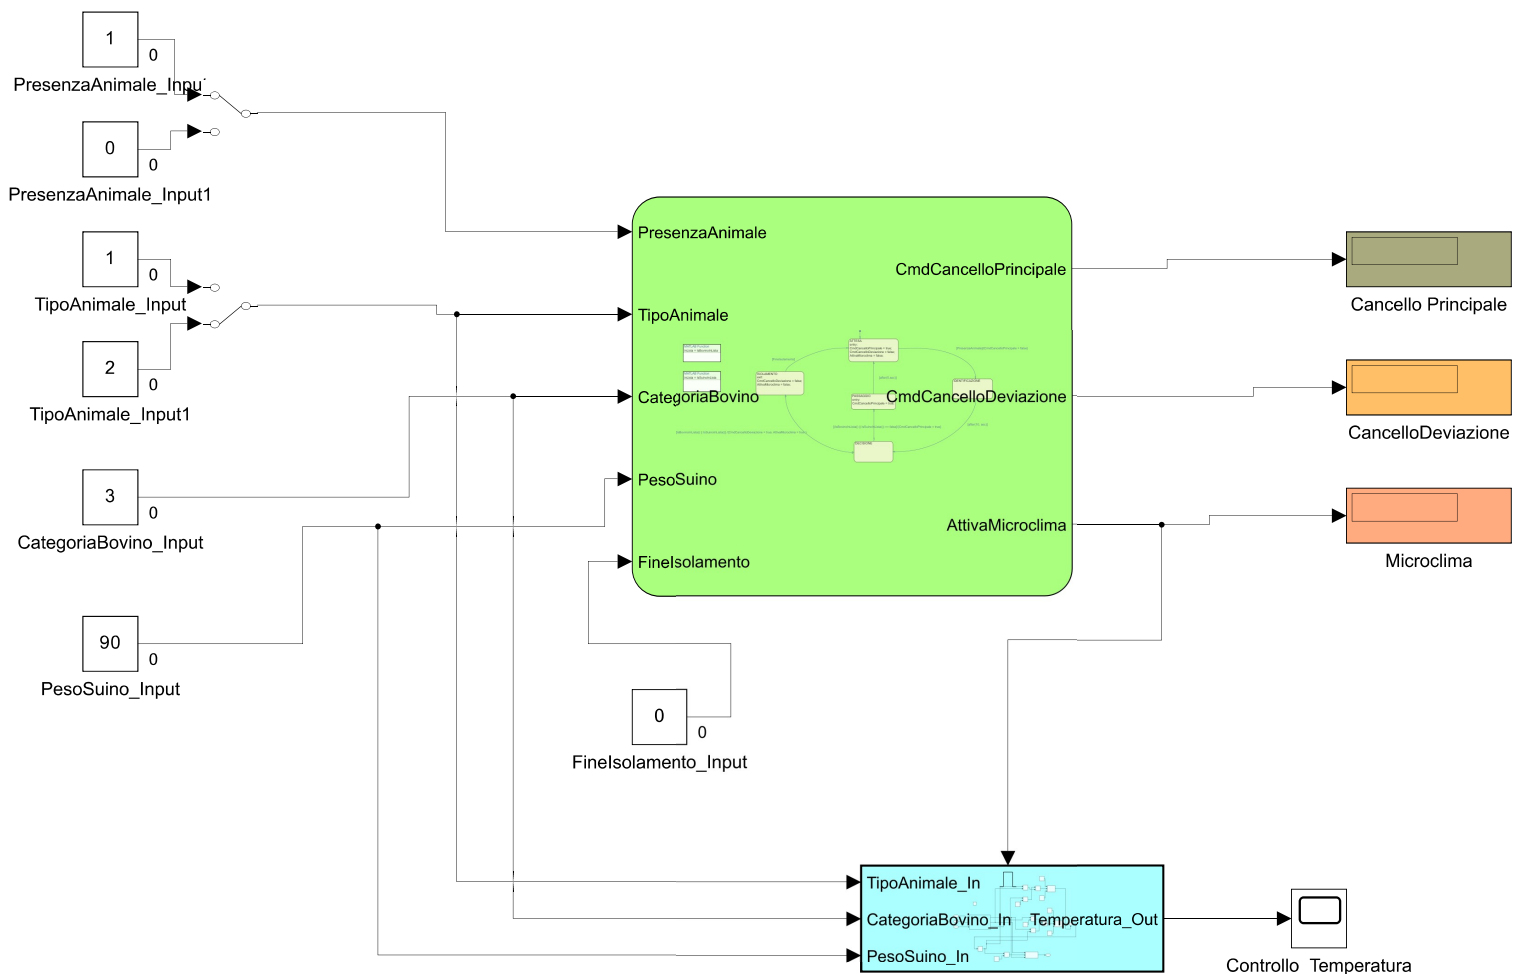 1
0
PresenzaAnimale_Inpu
0
0
PresenzaAnimale_Input1
1
0
TipoAnimale_Input
2
0
TipoAnimale_Input1
3
0
CategoriaBovino_Input
90
0
PesoSuino_Input
PresenzaAnimale
TipoAnimale
CategoriaBovino
PesoSuino
FineIsolamento
CmdCancelloPrincipale
CmdCancelloDeviazione
AttivaMicroclima
0
0
FineIsolamento_Input
Cancello Principale
CancelloDeviazione
Microclima
TipoAnimale_In
CategoriaBovino_In
PesoSuino_In
Temperatura_Out
Controllo Temperatura